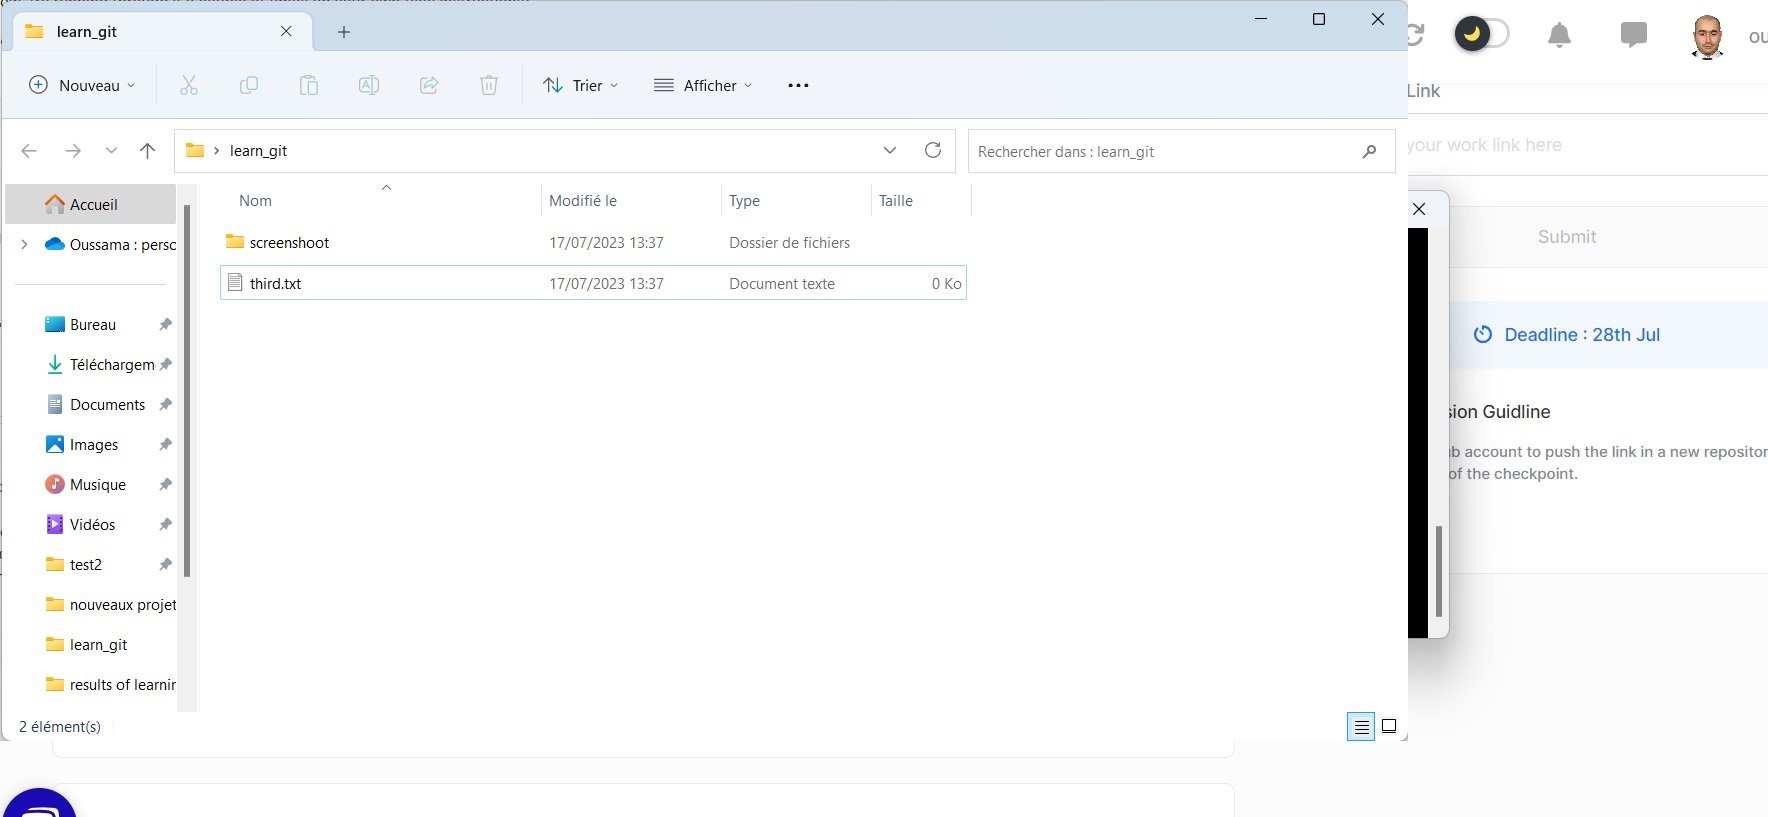 learn_git
Nouveau
Trier
Afficher
learn_git
Rechercher dans : learn_git
Accueil
Oussama : perso
Bureau
Téléchargem
Documents
Images
Musique
Vidéos
test2
nouveaux projet
learn_git
results of learnin
Nom Modifié le Type Taille
screenshoot 17/07/2023 13:37 Dossier de fichiers
third.txt 17/07/2023 13:37 Document texte 0 Ko
2 élément(s)
ou
Link
your work link here
Submit
Deadline : 28th Jul
sion Guidline
b account to push the link in a new repositor
of the checkpoint.